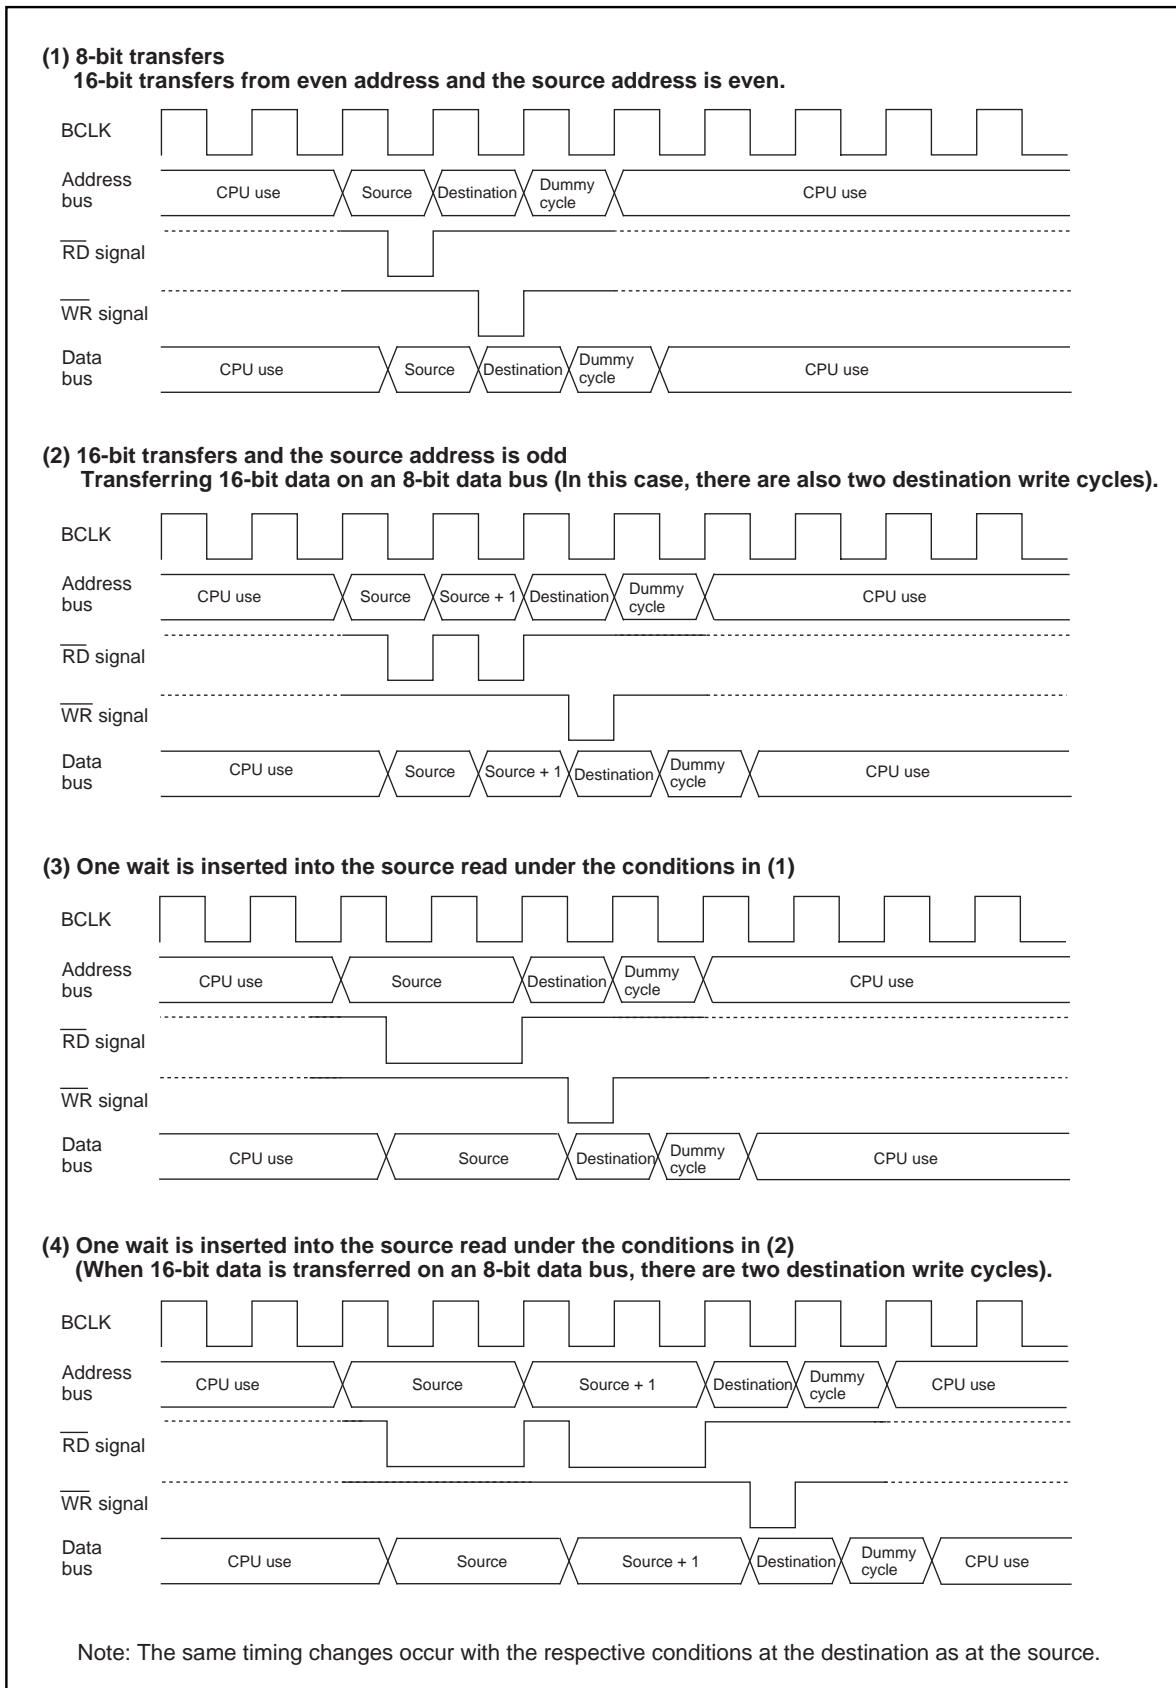 (1) 8-bit transfers
16-bit transfers from even address and the source address is even.
BCLK
Address
bus
CPU use
Source
Destination
Dummy
cycle
CPU use
RD signal
WR signal
Data
bus
CPU use
Source
Destination
Dummy
cycle
CPU use
(2) 16-bit transfers and the source address is odd
Transferring 16-bit data on an 8-bit data bus (In this case, there are also two destination write cycles).
BCLK
Address
bus
CPU use
Source
Source + 1
Destination
Dummy
cycle
CPU use
RD signal
WR signal
Data
bus
CPU use
Source
Source + 1
Destination
Dummy
cycle
CPU use
(3) One wait is inserted into the source read under the conditions in (1)
BCLK
Address
bus
CPU use
Source
Destination
Dummy
cycle
CPU use
RD signal
WR signal
Data
bus
CPU use
Source
Destination
Dummy
cycle
CPU use
(4) One wait is inserted into the source read under the conditions in (2)
(When 16-bit data is transferred on an 8-bit data bus, there are two destination write cycles).
BCLK
Address
bus
CPU use
Source
Source + 1
Destination
Dummy
cycle
CPU use
RD signal
WR signal
Data
bus
CPU use
Source
Source + 1
Destination
Dummy
cycle
CPU use
Note: The same timing changes occur with the respective conditions at the destination as at the source.